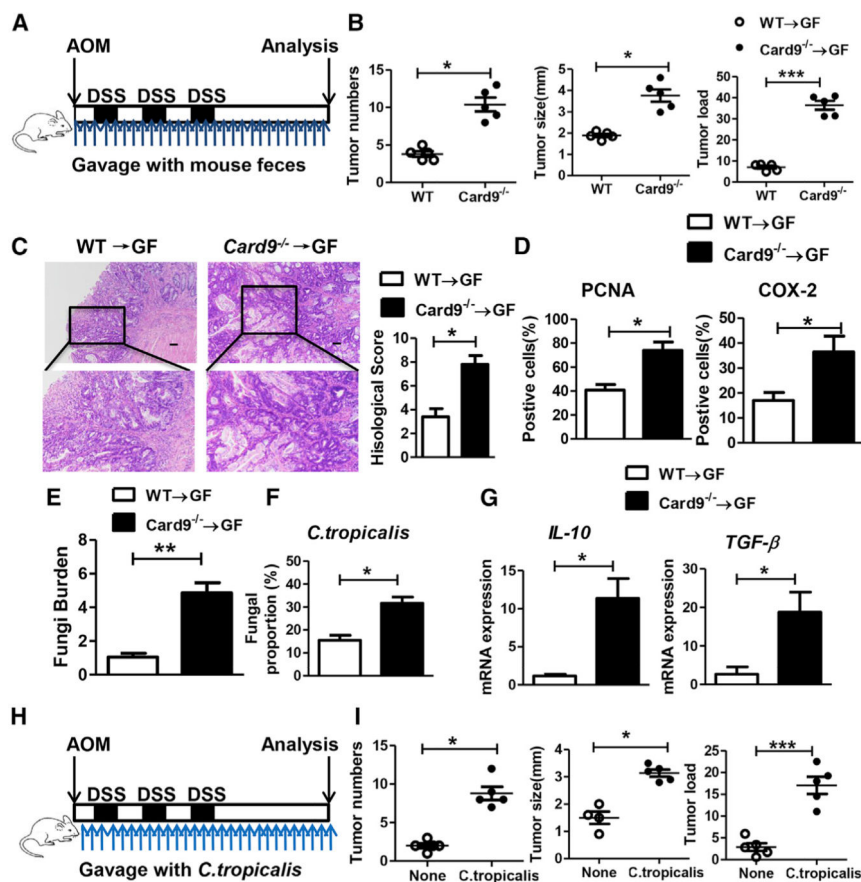 A
AOM
Analysis
DSS DSS DSS
Gavage with mouse feces
B
WT→GF
Card9-/-→GF
Tumor numbers
15
10
5
0
*
WT Card9-/-
Tumor size(mm)
5
4
3
2
1
0
*
WT Card9-/-
Tumor load
60
40
20
0
***
WT Card9-/-
C
WT →GF
Card9-/-→GF
WT→GF
Card9-/-→GF
Hisological Score
10
8
6
4
2
0
*
D
WT→GF
Card9-/-→GF
PCNA
Postive cells(%)
100
80
60
40
20
0
*
COX-2
Postive cells(%)
50
40
30
20
10
0
*
E
WT→GF
Card9-/-→GF
Fungi Burden
8
6
4
2
0
**
F
C.tropicalis
Fungal
proportion (%)
50
40
30
20
10
0
*
G
WT→GF
Card9-/-→GF
IL-10
mRNA expression
15
10
5
0
*
TGF-β
mRNA expression
30
20
10
0
*
H
AOM
Analysis
DSS DSS DSS
Gavage with C.tropicalis
I
Tumor numbers
15
10
5
0
*
None C.tropicalis
Tumor size(mm)
5
4
3
2
1
0
*
None C.tropicalis
Tumor load
25
20
15
10
5
0
***
None C.tropicalis